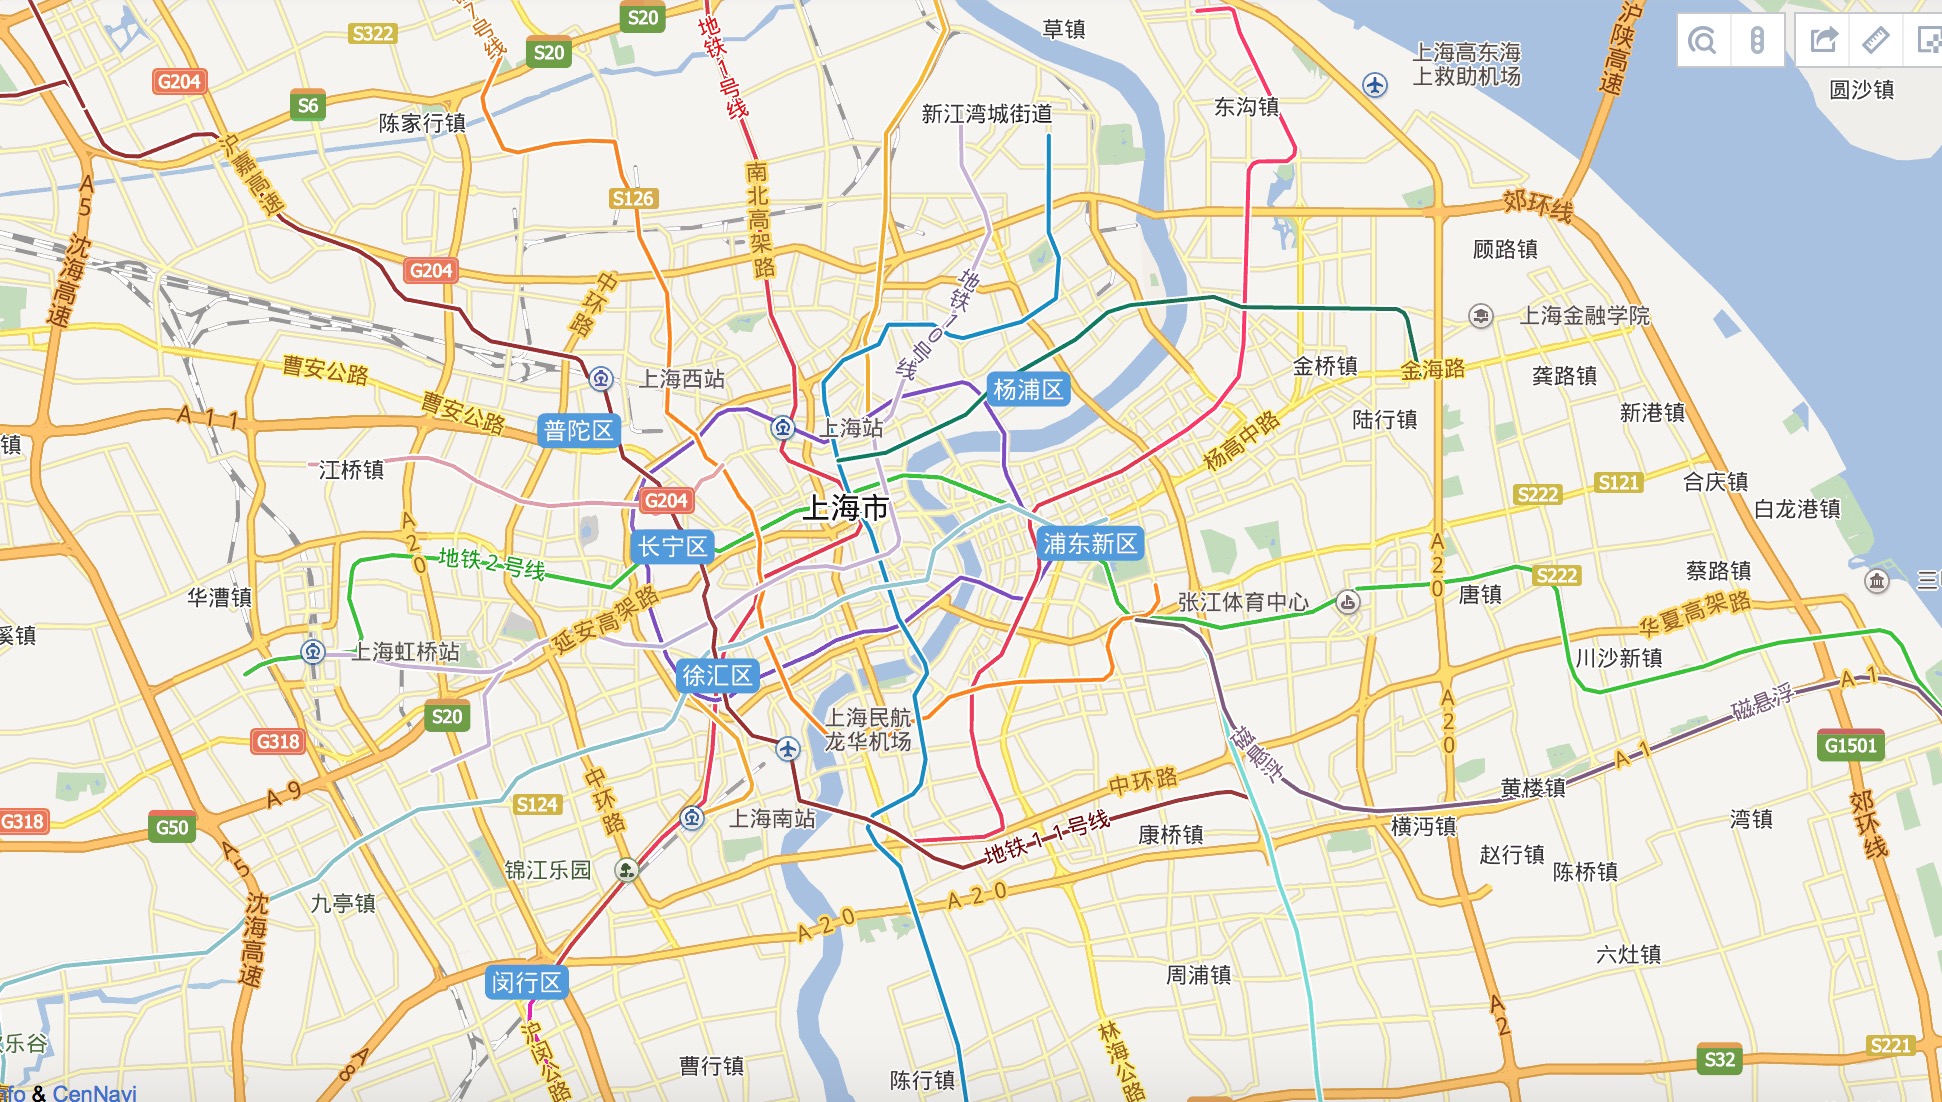 7号线
S322
S20
S20
地铁1号线
草镇
上海高东海
上救助机场
沪陕高速
圆沙镇
G204
S6
陈家行镇
新江湾城街道
东沟镇
沪嘉高速
A5
沈海高速
S126
南北高架路
郊环线
顾路镇
G204
中环路
地铁10号线
上海金融学院
曹安公路
曹安公路
上海西站
金桥镇
金海路
龚路镇
杨浦区
A11
普陀区
上海站
陆行镇
新港镇
杨高中路
镇
江桥镇
G204
上海市
S222
S121
合庆镇
白龙港镇
A20
地铁2号线
长宁区
浦东新区
A20
S222
蔡路镇
华漕镇
延安高架路
张江体育中心
唐镇
华夏高架路
溪镇
上海虹桥站
徐汇区
川沙新镇
A1
S20
上海民航
龙华机场
A20
磁悬浮
G318
磁悬浮
A1
G1501
A9
中环路
中环路
黄楼镇
G318
G50
S124
上海南站
地铁11号线
康桥镇
横沔镇
湾镇
郊环线
A5
锦江乐园
赵行镇
陈桥镇
沈海高速
九亭镇
A20
A20
六灶镇
闵行区
周浦镇
A2
沪闵公路
林海公路
乐谷
A8
曹行镇
陈行镇
S32
S221
fo & CenNavi